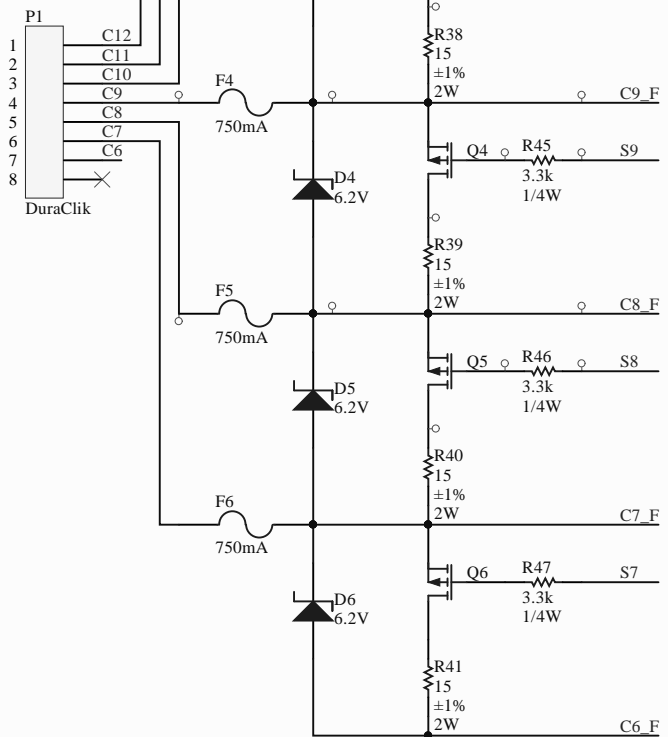 P1
1 C12
2 C11
3 C10
4 C9
5 C8
6 C7
7 C6
8
DuraClik
R38
15
±1%
2W
F4
750mA
C9_F
Q4
R45
3.3k
1/4W
S9
D4
6.2V
R39
15
±1%
2W
F5
750mA
C8_F
Q5
R46
3.3k
1/4W
S8
D5
6.2V
R40
15
±1%
2W
F6
750mA
C7_F
Q6
R47
3.3k
1/4W
S7
D6
6.2V
R41
15
±1%
2W
C6_F